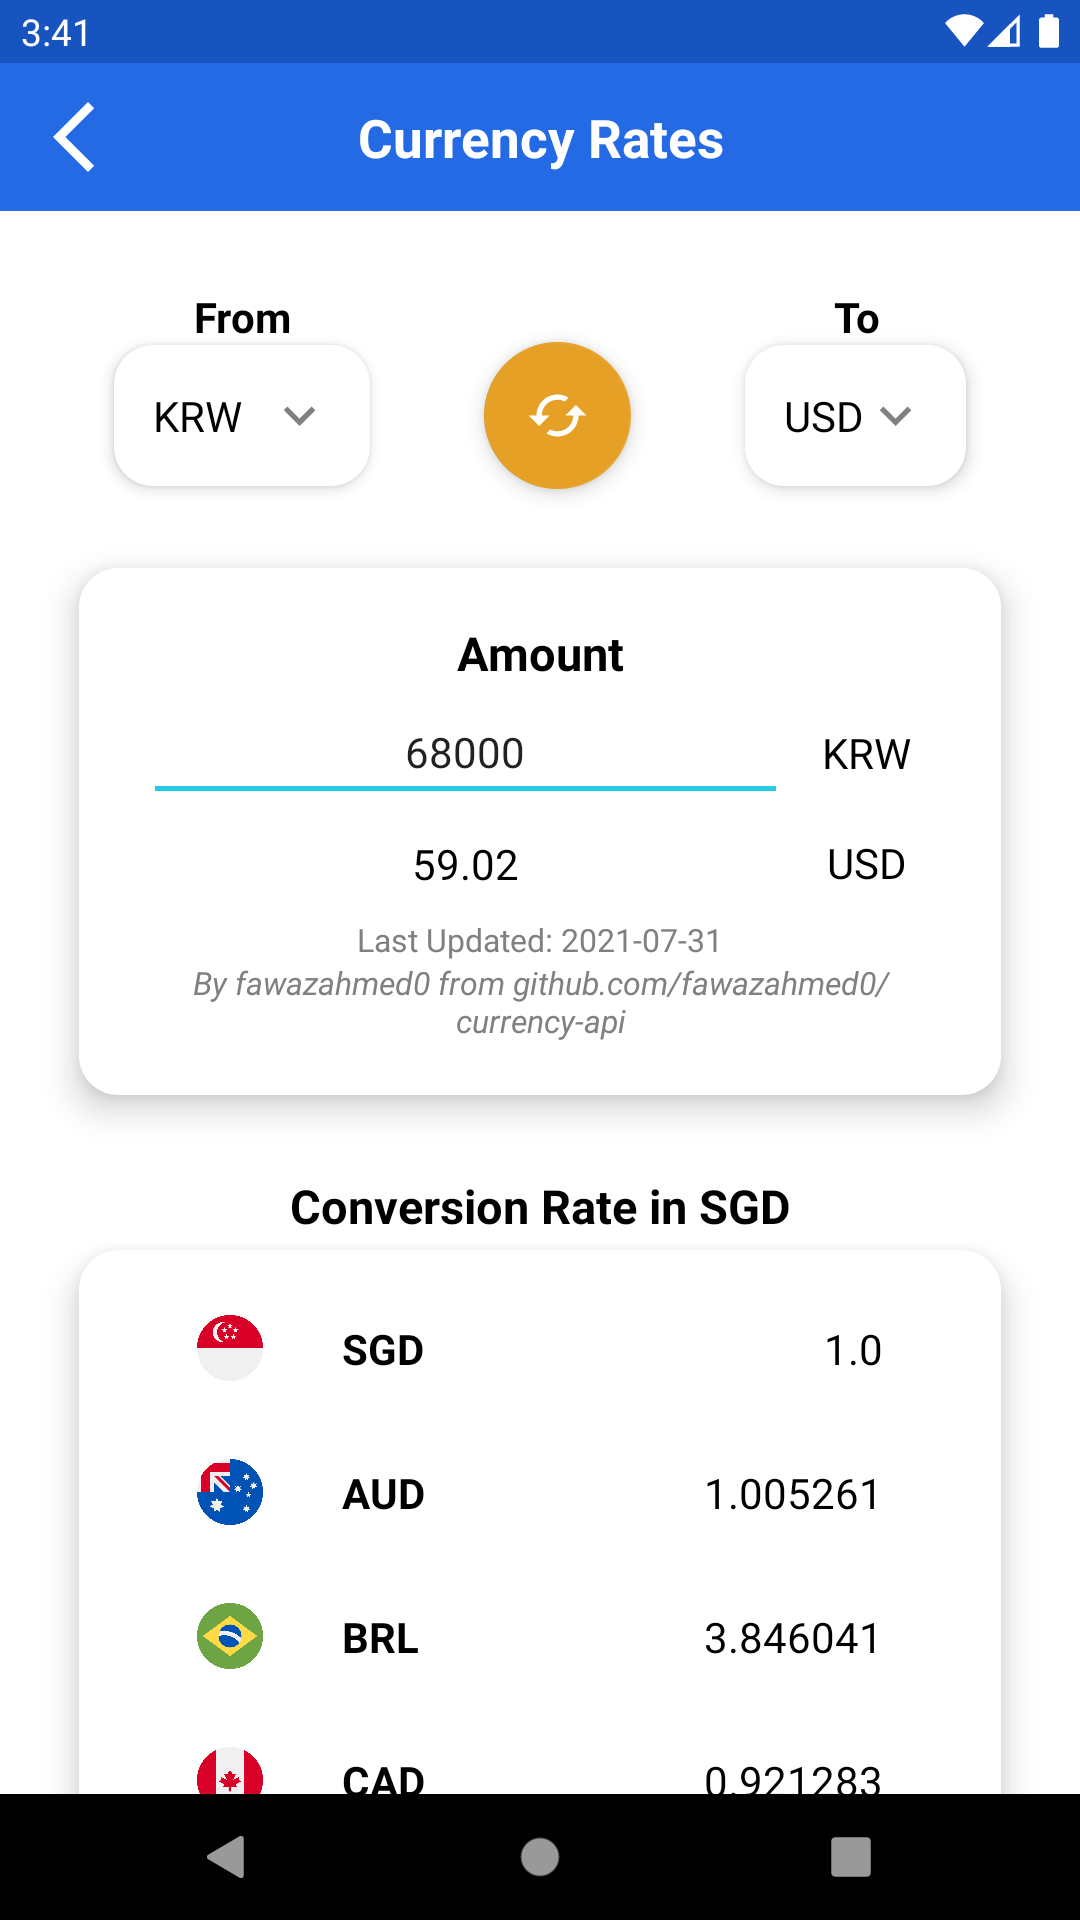 3:41
Currency Rates
From
To
KRW
USD
Amount
68000 KRW
59.02 USD
Last Updated: 2021-07-31
By fawazahmed0 from github.com/fawazahmed0/
currency-api
Conversion Rate in SGD
SGD 1.0
AUD 1.005261
BRL 3.846041
CAD 0.921283